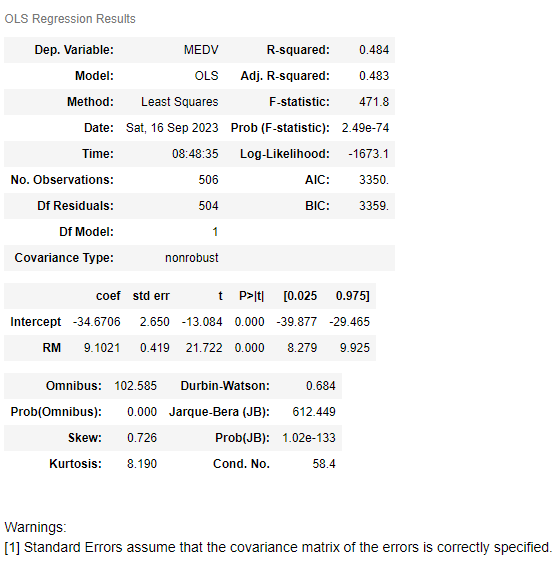 OLS Regression Results
Dep. Variable: MEDV R-squared: 0.484
Model: OLS Adj. R-squared: 0.483
Method: Least Squares F-statistic: 471.8
Date: Sat, 16 Sep 2023 Prob (F-statistic): 2.49e-74
Time: 08:48:35 Log-Likelihood: -1673.1
No. Observations: 506 AIC: 3350.
Df Residuals: 504 BIC: 3359.
Df Model: 1
Covariance Type: nonrobust
coef std err t P>|t| [0.025 0.975]
Intercept -34.6706 2.650 -13.084 0.000 -39.877 -29.465
RM 9.1021 0.419 21.722 0.000 8.279 9.925
Omnibus: 102.585 Durbin-Watson: 0.684
Prob(Omnibus): 0.000 Jarque-Bera (JB): 612.449
Skew: 0.726 Prob(JB): 1.02e-133
Kurtosis: 8.190 Cond. No. 58.4
Warnings:
[1] Standard Errors assume that the covariance matrix of the errors is correctly specified.